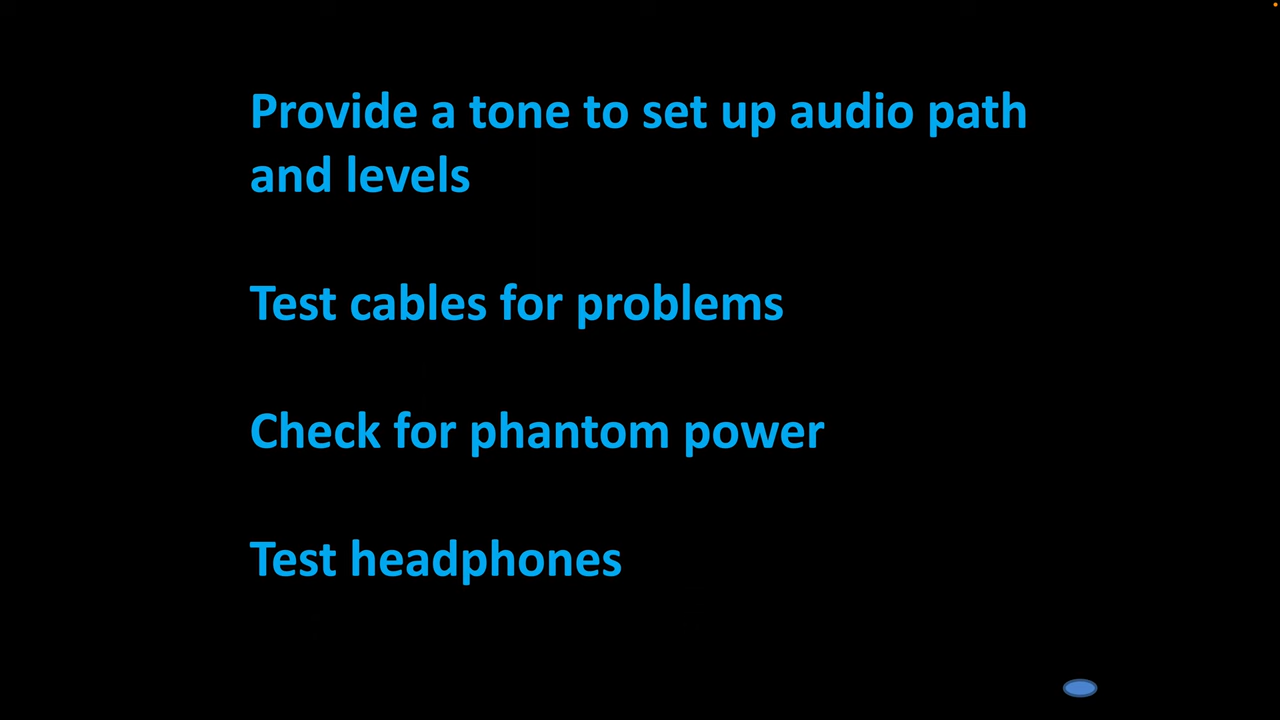 Provide a tone to set up audio path
and levels
Test cables for problems
Check for phantom power
Test headphones